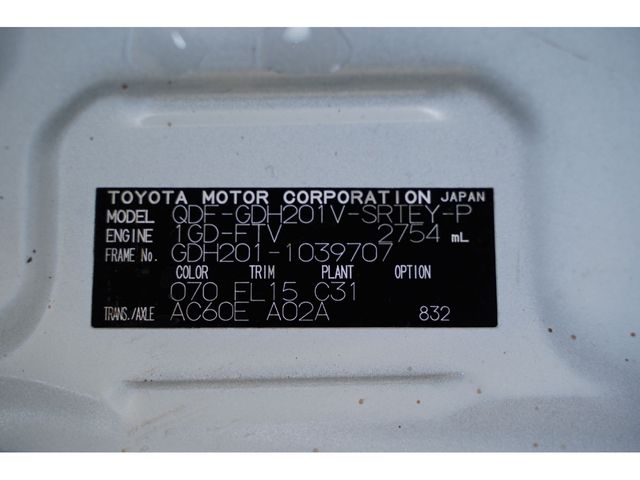 TOYOTA MOTOR CORPORATION JAPAN
MODEL QDF-GDH201V-SRTEY-P
ENGINE 1GD-FTV 2754 mL
FRAME No. GDH201-1039707
COLOR TRIM PLANT OPTION
070 FL15 C31
TRANS./AXLE AC60E A02A 832